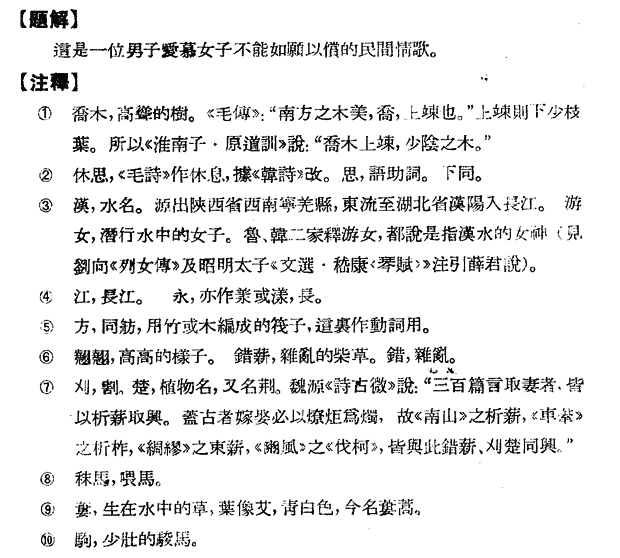 【題解】
這是一位男子愛慕女子不能如願以償的民間情歌。
【注釋】
① 喬木，高聳的樹。《毛傳》：“南方之木美，喬，上竦也。”上竦則下少枝
葉。所以《淮南子·原道訓》說：“喬木上竦，少陰之木。”
② 休思，《毛詩》作休息，據《韓詩》改。思，語助詞。下同。
③ 漢，水名。源出陝西省西南寧羌縣，東流至湖北省漢陽入長江。 游
女，潛行水中的女子。魯、韓二家釋游女，都說是指漢水的女神（見
劉向《列女傳》及昭明太子《文選·嵇康〈琴賦〉》注引薛君說）。
④ 江，長江。 永，亦作羕或漾，長。
⑤ 方，同舫，用竹或木編成的筏子，這裏作動詞用。
⑥ 翹翹，高高的樣子。 錯薪，雜亂的柴草。錯，雜亂。
⑦ 刈，割。楚，植物名，又名荆。魏源《詩古微》說：“三百篇言取妻者，皆
以析薪取興。蓋古者嫁娶必以燎炬爲燭，故《南山》之析薪，《車舝》
之析柞，《綢繆》之束薪，《豳風》之《伐柯》，皆與此錯薪、刈楚同興。”
⑧ 秣馬，喂馬。
⑨ 蔞，生在水中的草，葉像艾，青白色，今名蔞蒿。
⑩ 駒，少壯的駿馬。